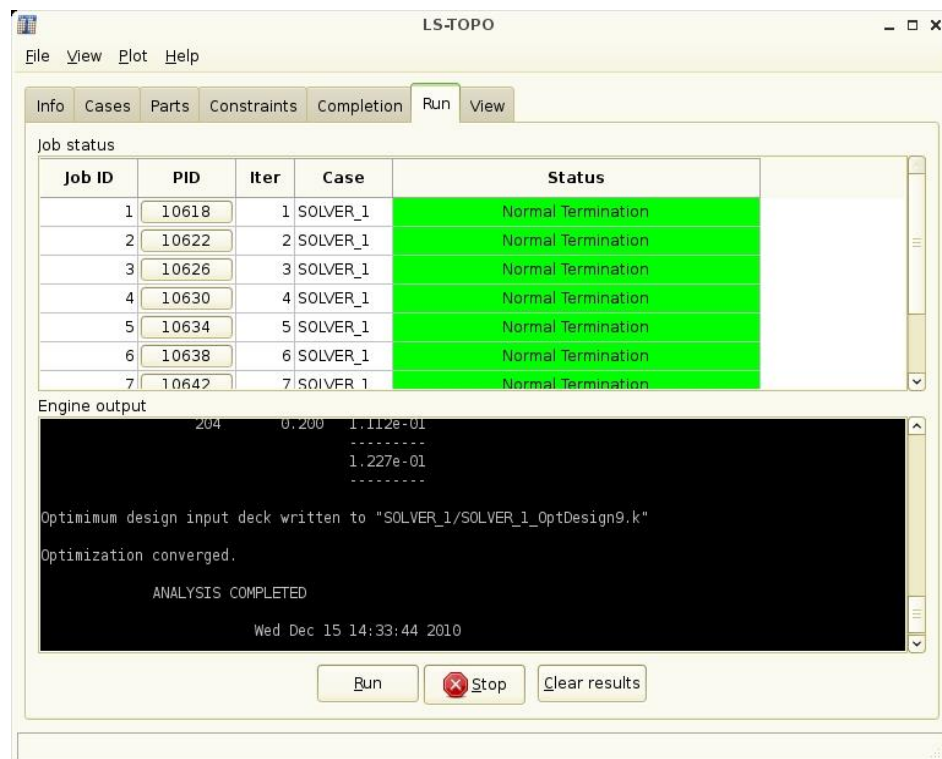 LS-TOPO
File View Plot Help
Info Cases Parts Constraints Completion Run View
Job status
Job ID PID Iter Case Status
1 10618 1 SOLVER_1 Normal Termination
2 10622 2 SOLVER_1 Normal Termination
3 10626 3 SOLVER_1 Normal Termination
4 10630 4 SOLVER_1 Normal Termination
5 10634 5 SOLVER_1 Normal Termination
6 10638 6 SOLVER_1 Normal Termination
7 10642 7 SOLVER_1 Normal Termination
Engine output
204 0.200 1.112e-01
---------
1.227e-01
---------
Optimimum design input deck written to "SOLVER_1/SOLVER_1_OptDesign9.k"
Optimization converged.
ANALYSIS COMPLETED
Wed Dec 15 14:33:44 2010
Run Stop Clear results